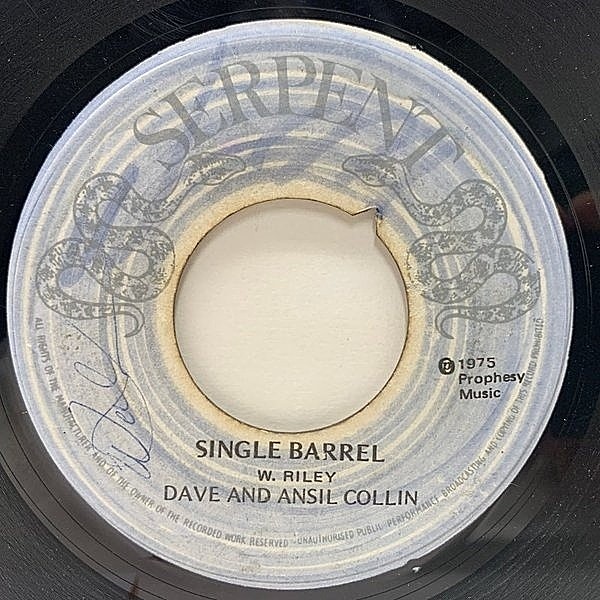 SERPENT
℗ 1975
Prophesy
Music
SINGLE BARREL
W. RILEY
DAVE AND ANSIL COLLIN
ALL RIGHTS OF THE MANUFACTURER AND OF THE OWNER OF THE RECORDED WORK RESERVED - UNAUTHORISED PUBLIC PERFORMANCE, BROADCASTING AND COPYING OF THIS RECORD PROHIBITED